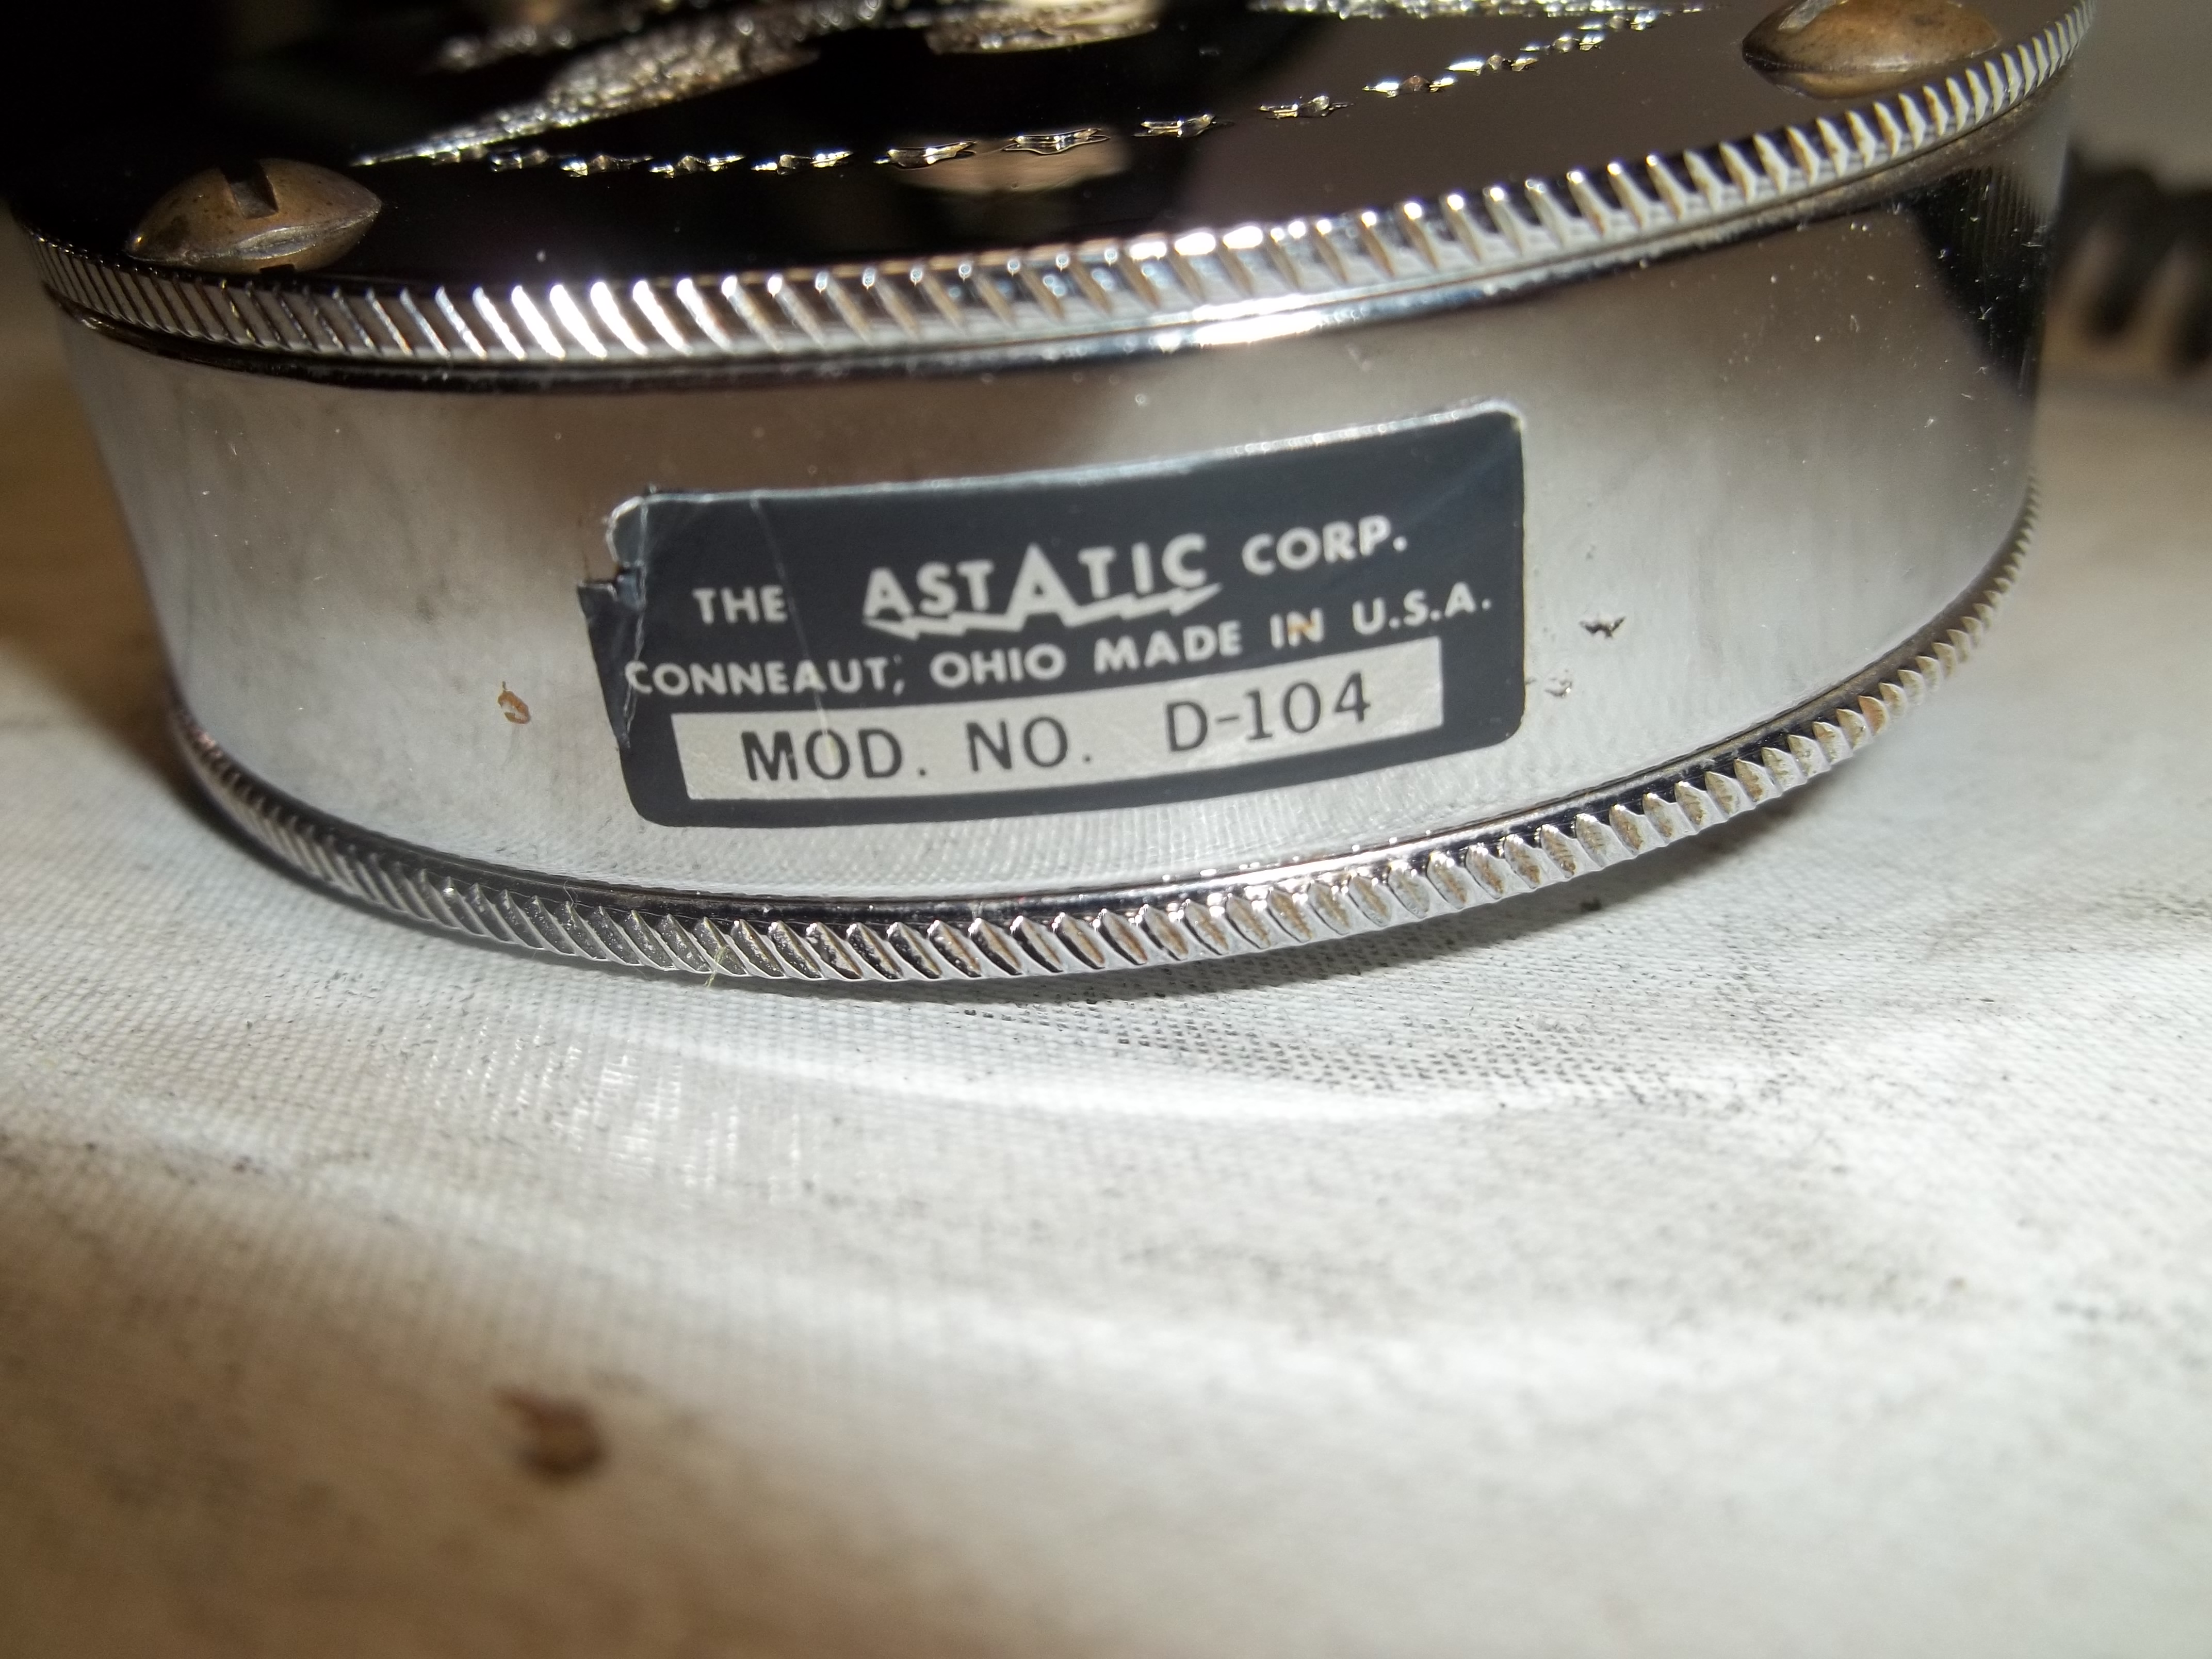 THE ASTATIC CORP.
CONNEAUT, OHIO MADE IN U.S.A.
MOD. NO. D-104